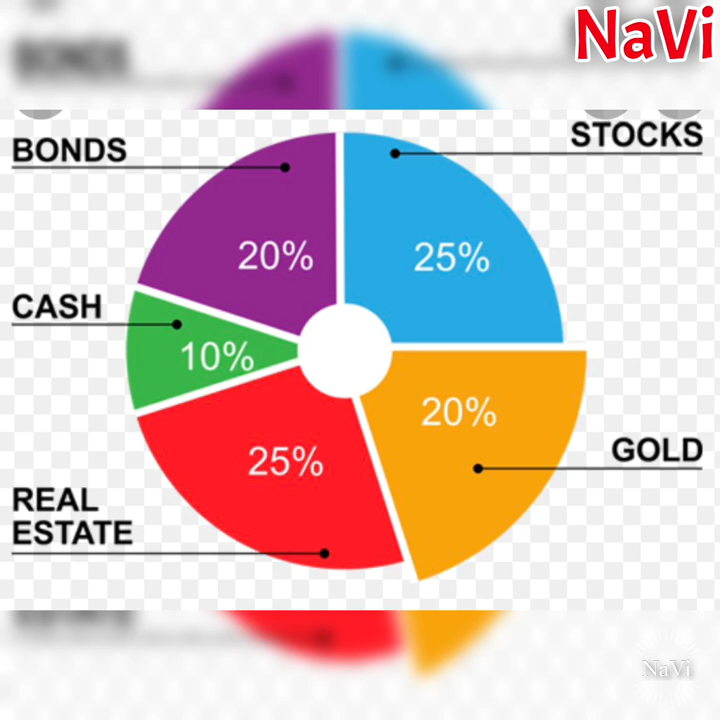 NaVi
BONDS
STOCKS
20%
25%
CASH
10%
20%
25%
GOLD
REAL
ESTATE
NaVi